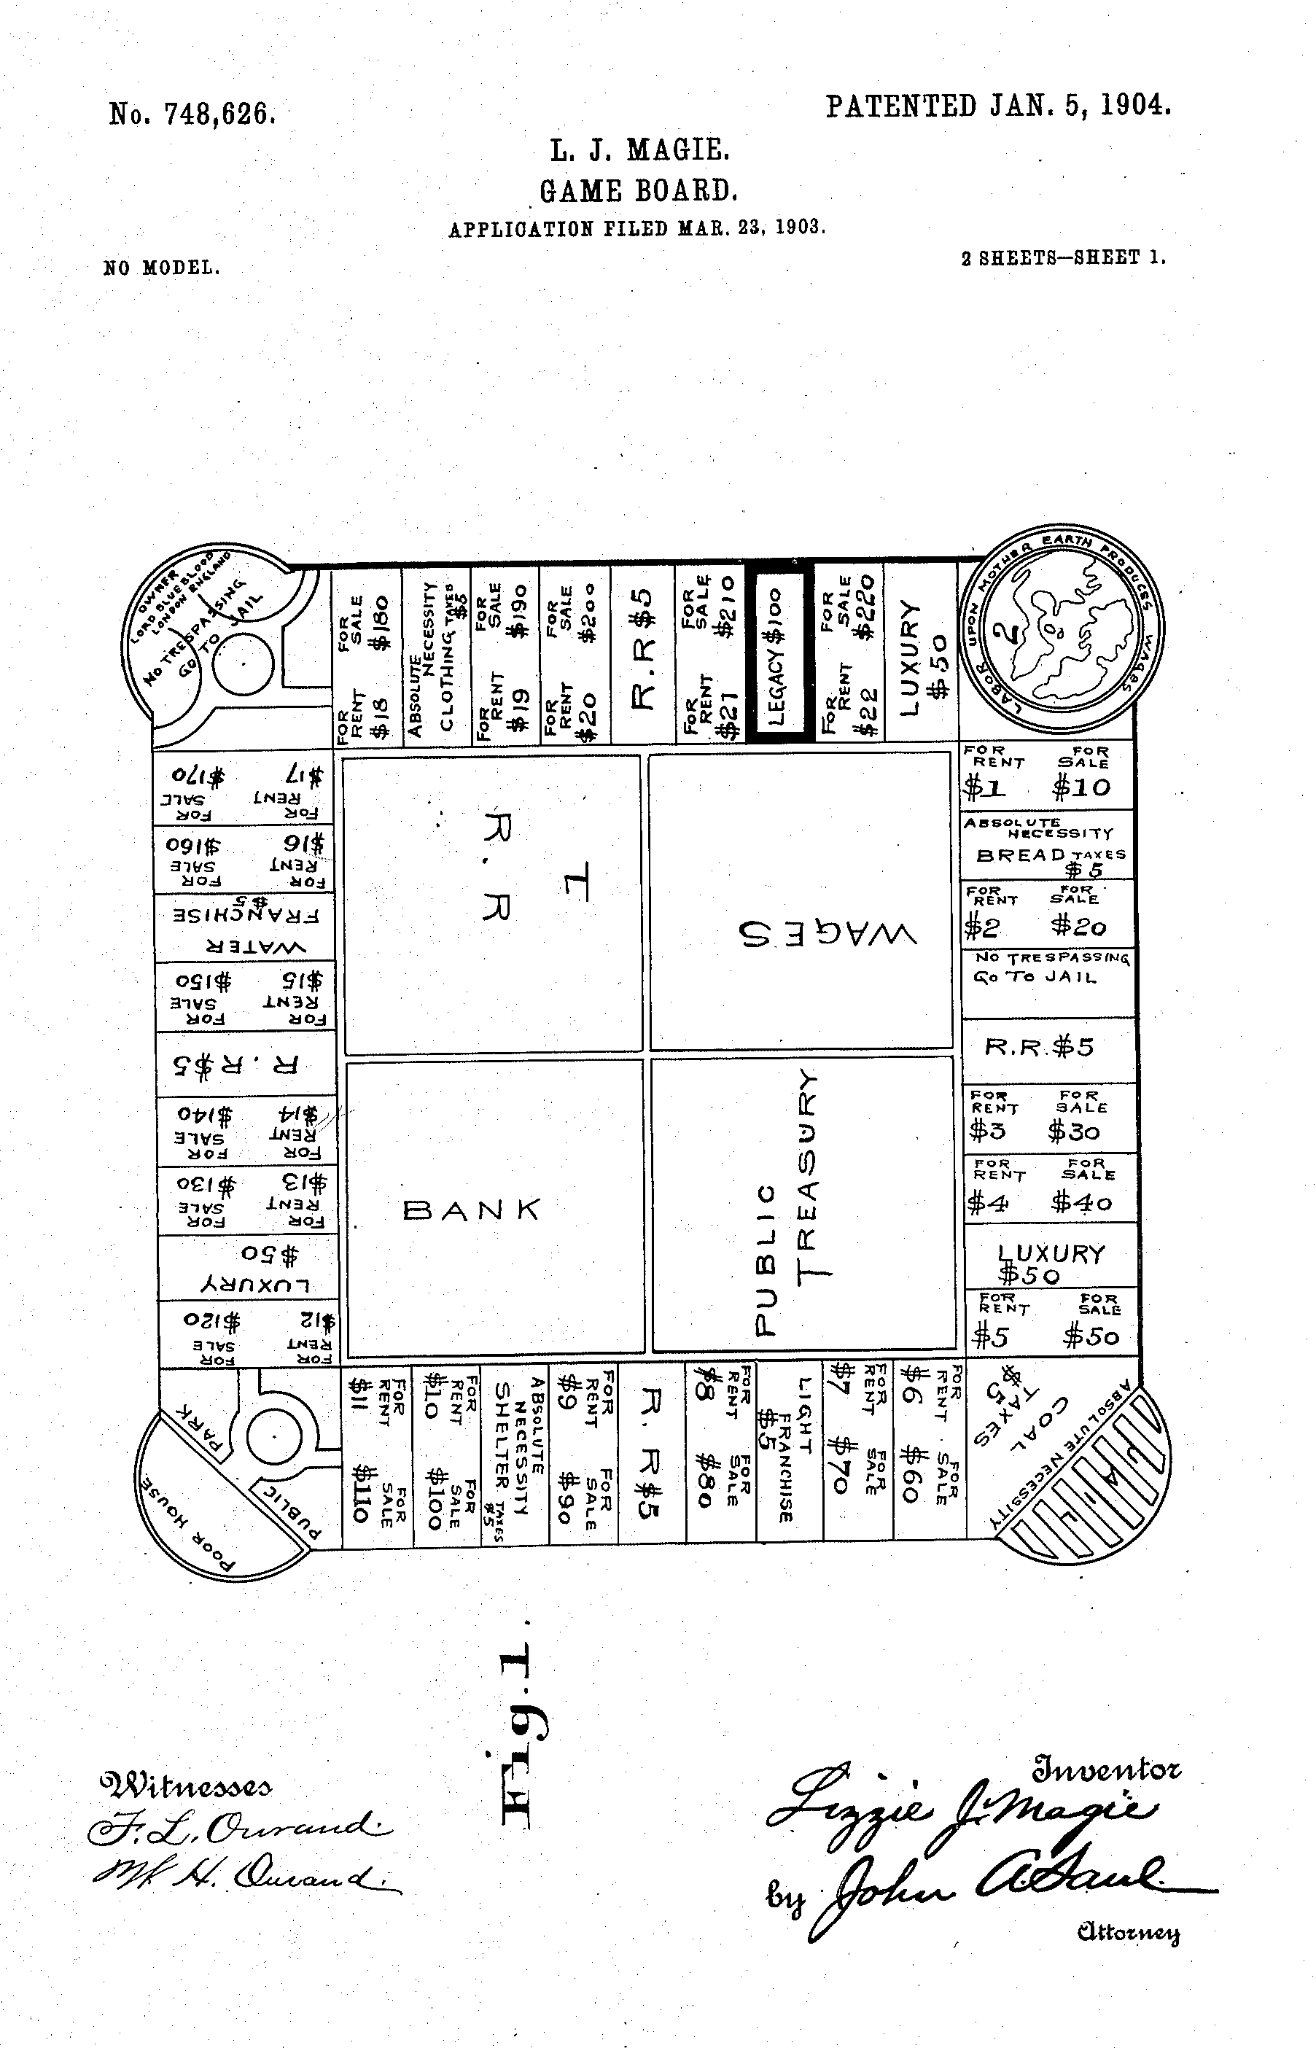 No. 748,626.
PATENTED JAN. 5, 1904.
L. J. MAGIE.
GAME BOARD.
APPLICATION FILED MAR. 23, 1903.
NO MODEL.
2 SHEETS—SHEET 1.
OWNER
LORD BLUEBLOOD
LONDON ENGLAND
NO TRESPASSING
GO TO JAIL
FOR RENT $18
FOR SALE $180
ABSOLUTE NECESSITY
CLOTHING TAXES $5
FOR RENT $19
FOR SALE $190
FOR RENT $20
FOR SALE $200
R.R $5
FOR RENT $21
FOR SALE $210
LEGACY $100
FOR RENT $22
FOR SALE $220
LUXURY
$50
LABOR UPON MOTHER EARTH PRODUCES WAGES
2
FOR RENT $1
FOR SALE $10
ABSOLUTE
NECESSITY
BREAD TAXES
$5
FOR RENT $2
FOR SALE $20
NO TRESPASSING
GO TO JAIL
R.R. $5
FOR RENT $3
FOR SALE $30
FOR RENT $4
FOR SALE $40
LUXURY
$50
FOR RENT $5
FOR SALE $50
ABSOLUTE NECESSITY
COAL
TAXES
$5
FOR RENT $6
FOR SALE $60
FOR RENT $7
FOR SALE $70
LIGHT
FRANCHISE
$5
FOR RENT $8
FOR SALE $80
R. R $5
FOR RENT $9
FOR SALE $90
ABSOLUTE
NECESSITY
SHELTER TAXES
$5
FOR RENT $10
FOR SALE $100
FOR RENT $11
FOR SALE $110
PUBLIC
PARK
POOR HOUSE
FOR RENT $12
FOR SALE $120
LUXURY
$50
FOR RENT $13
FOR SALE $130
FOR RENT $14
FOR SALE $140
R. R $5
FOR RENT $15
FOR SALE $150
WATER
FRANCHISE
$5
FOR RENT $16
FOR SALE $160
FOR RENT $17
FOR SALE $170
R. R
1
WAGES
BANK
PUBLIC
TREASURY
Fig. 1.
Witnesses
F. L. Ourand.
H. Ourand.
Inventor
Lizzie J. Magie
by John A. Saul.
Attorney